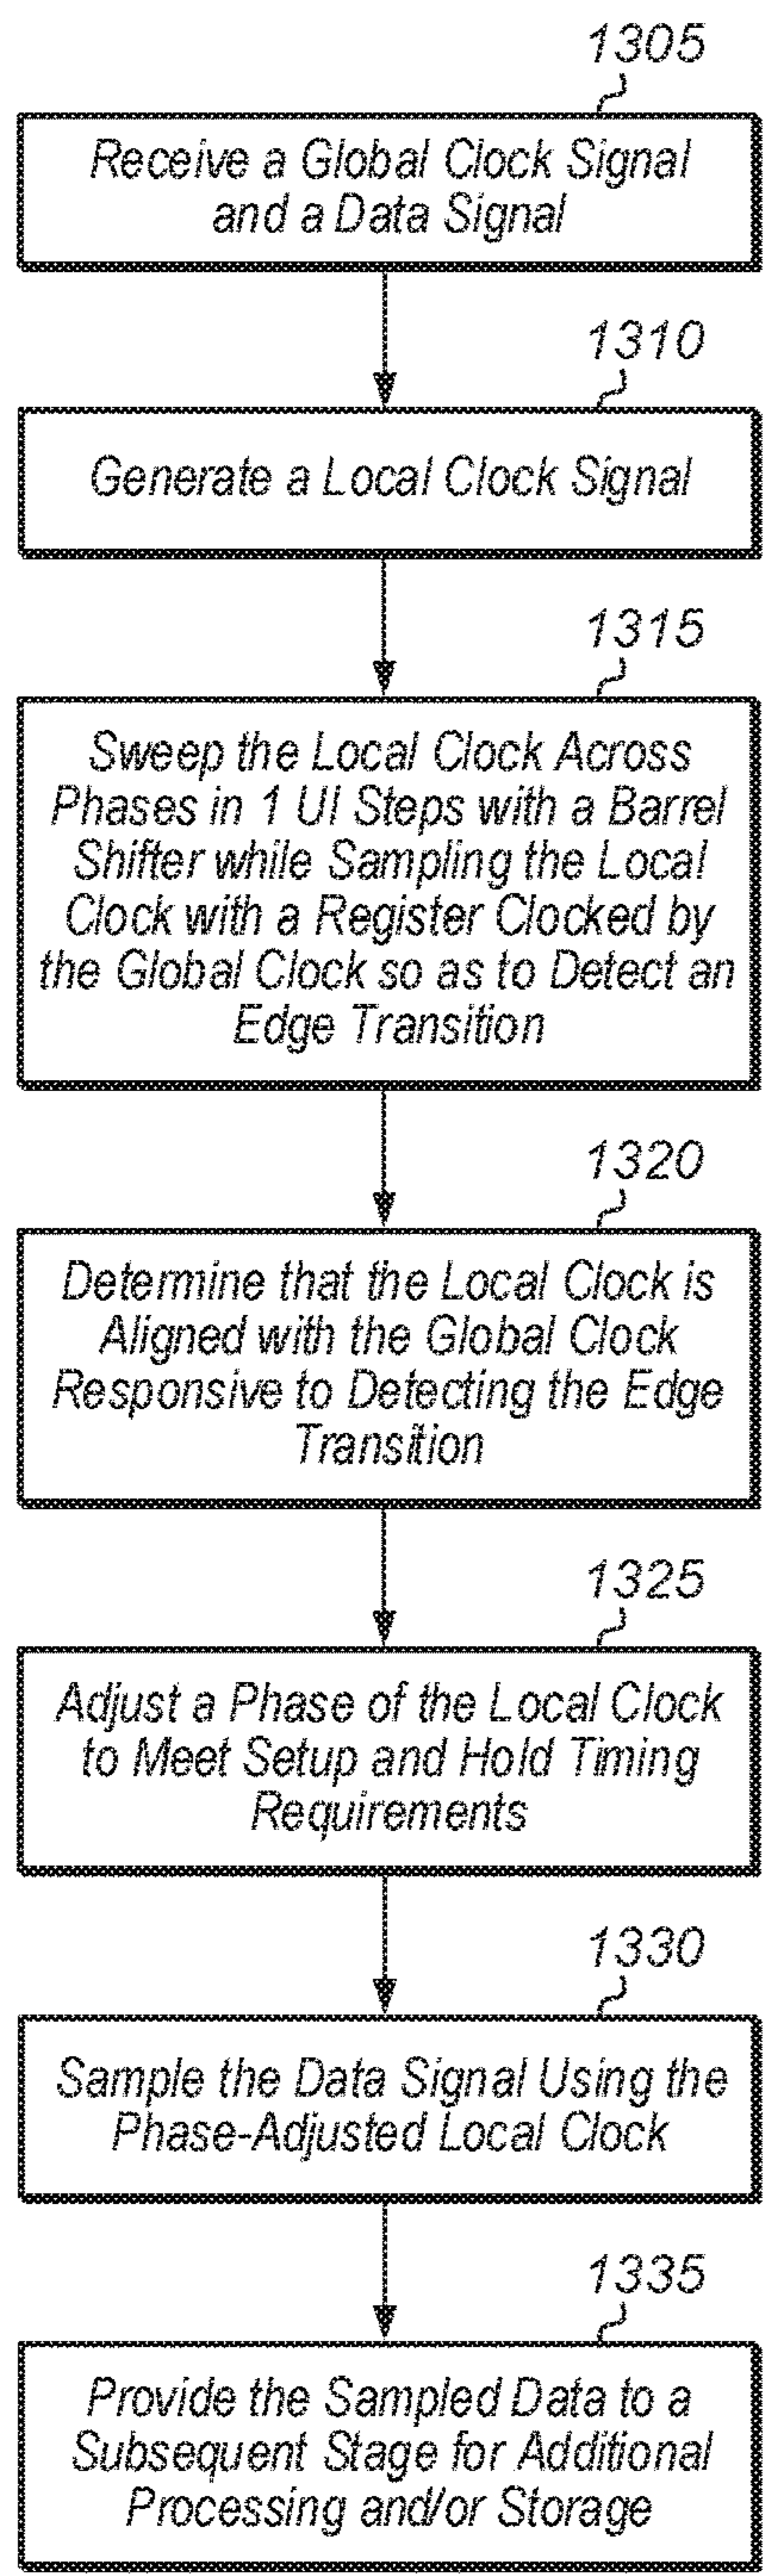 1305
Receive a Global Clock Signal
and a Data Signal
1310
Generate a Local Clock Signal
1315
Sweep the Local Clock Across
Phases in 1 UI Steps with a Barrel
Shifter while Sampling the Local
Clock with a Register Clocked by
the Global Clock so as to Detect an
Edge Transition
1320
Determine that the Local Clock is
Aligned with the Global Clock
Responsive to Detecting the Edge
Transition
1325
Adjust a Phase of the Local Clock
to Meet Setup and Hold Timing
Requirements
1330
Sample the Data Signal Using the
Phase-Adjusted Local Clock
1335
Provide the Sampled Data to a
Subsequent Stage for Additional
Processing and/or Storage